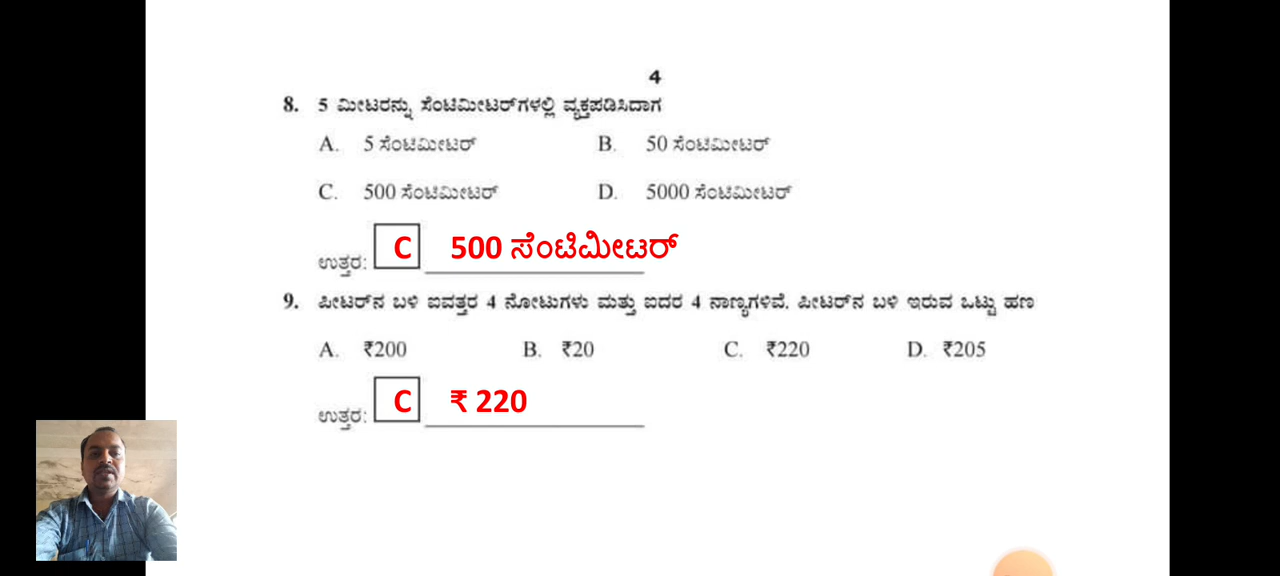 4
8. 5 ಮೀಟರನ್ನು ಸೆಂಟಿಮೀಟರ್‌ಗಳಲ್ಲಿ ವ್ಯಕ್ತಪಡಿಸಿದಾಗ
A. 5 ಸೆಂಟಿಮೀಟರ್ B. 50 ಸೆಂಟಿಮೀಟರ್
C. 500 ಸೆಂಟಿಮೀಟರ್ D. 5000 ಸೆಂಟಿಮೀಟರ್
ಉತ್ತರ: C 500 ಸೆಂಟಿಮೀಟರ್
9. ಪೀಟರ್‌ನ ಬಳಿ ಐವತ್ತರ 4 ನೋಟುಗಳು ಮತ್ತು ಐದರ 4 ನಾಣ್ಯಗಳಿವೆ. ಪೀಟರ್‌ನ ಬಳಿ ಇರುವ ಒಟ್ಟು ಹಣ
A. ₹200 B. ₹20 C. ₹220 D. ₹205
ಉತ್ತರ: C ₹ 220